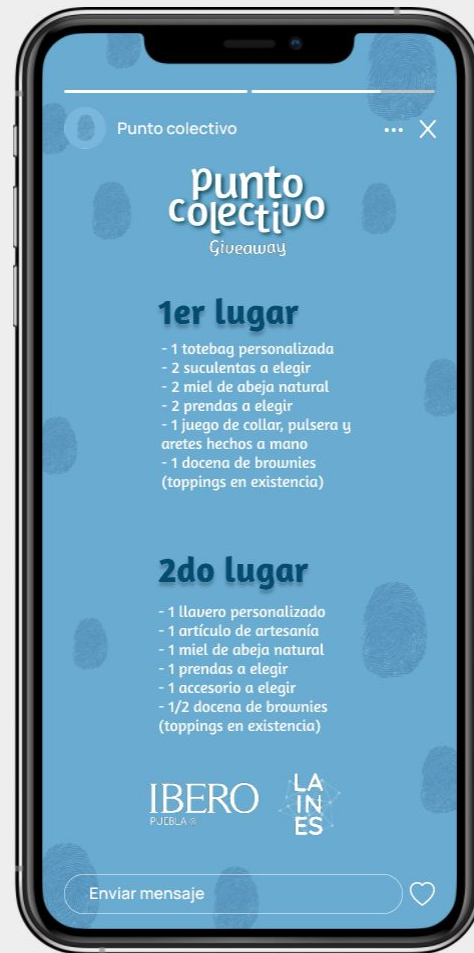 Punto colectivo
punto
colectivo
Giveaway
1er lugar
- 1 totebag personalizada
- 2 suculentas a elegir
- 2 miel de abeja natural
- 2 prendas a elegir
- 1 juego de collar, pulsera y
aretes hechos a mano
- 1 docena de brownies
(toppings en existencia)
2do lugar
- 1 llavero personalizado
- 1 artículo de artesanía
- 1 miel de abeja natural
- 1 prendas a elegir
- 1 accesorio a elegir
- 1/2 docena de brownies
(toppings en existencia)
IBERO
PUEBLA ®
LA
IN
ES
Enviar mensaje